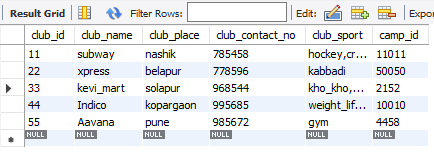 Result Grid Filter Rows: Edit: Expor
club_id club_name club_place club_contact_no club_sport camp_id
11 subway nashik 785458 hockey,cr... 11011
22 xpress belapur 778596 kabbadi 50050
33 kevi_mart solapur 968544 kho_kho,... 2152
44 Indico kopargaon 995685 weight_lif... 10010
55 Aavana pune 985672 gym 4458
NULL NULL NULL NULL NULL NULL